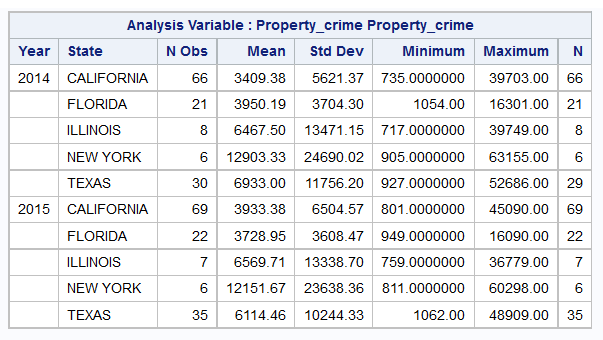 Analysis Variable : Property_crime Property_crime
Year State N Obs Mean Std Dev Minimum Maximum N
2014 CALIFORNIA 66 3409.38 5621.37 735.0000000 39703.00 66
FLORIDA 21 3950.19 3704.30 1054.00 16301.00 21
ILLINOIS 8 6467.50 13471.15 717.0000000 39749.00 8
NEW YORK 6 12903.33 24690.02 905.0000000 63155.00 6
TEXAS 30 6933.00 11756.20 927.0000000 52686.00 29
2015 CALIFORNIA 69 3933.38 6504.57 801.0000000 45090.00 69
FLORIDA 22 3728.95 3608.47 949.0000000 16090.00 22
ILLINOIS 7 6569.71 13338.70 759.0000000 36779.00 7
NEW YORK 6 12151.67 23638.36 811.0000000 60298.00 6
TEXAS 35 6114.46 10244.33 1062.00 48909.00 35